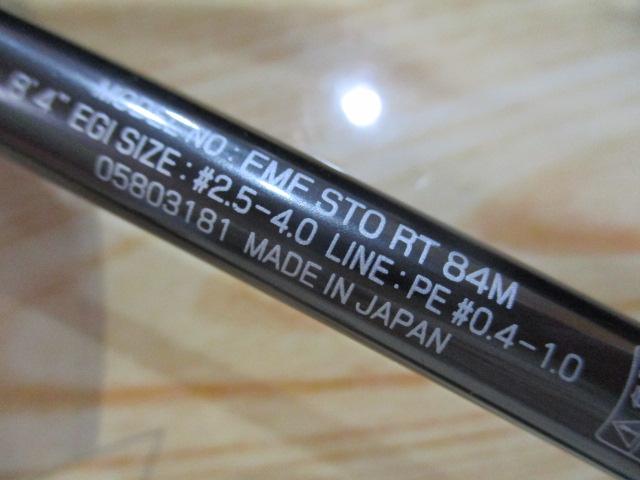 MODEL NO : EMF STO RT 84M
8'4" EGI SIZE : #2.5-4.0 LINE : PE #0.4-1.0
05803181 MADE IN JAPAN